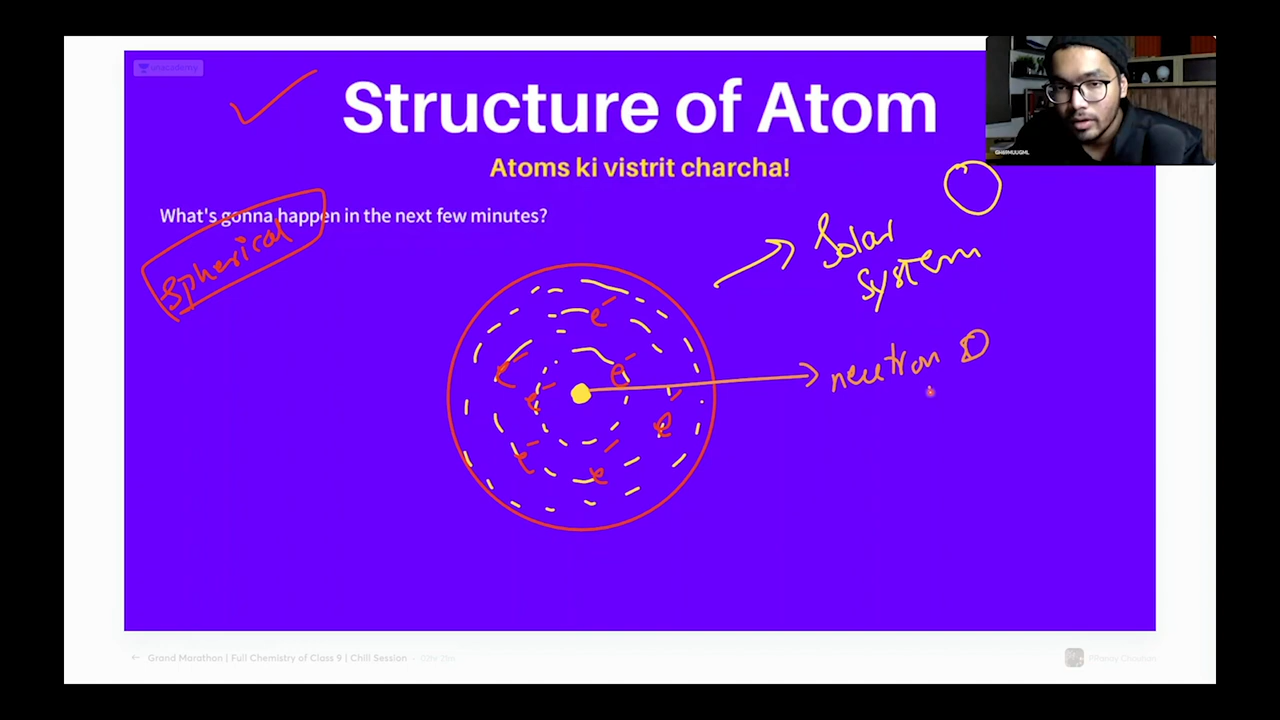 unacademy
Structure of Atom
Atoms ki vistrit charcha!
What's gonna happen in the next few minutes?
Spherical
Solar
System
neutron 0
e-
e-
e-
e-
e-
e-
e-
Grand Marathon | Full Chemistry of Class 9 | Chill Session